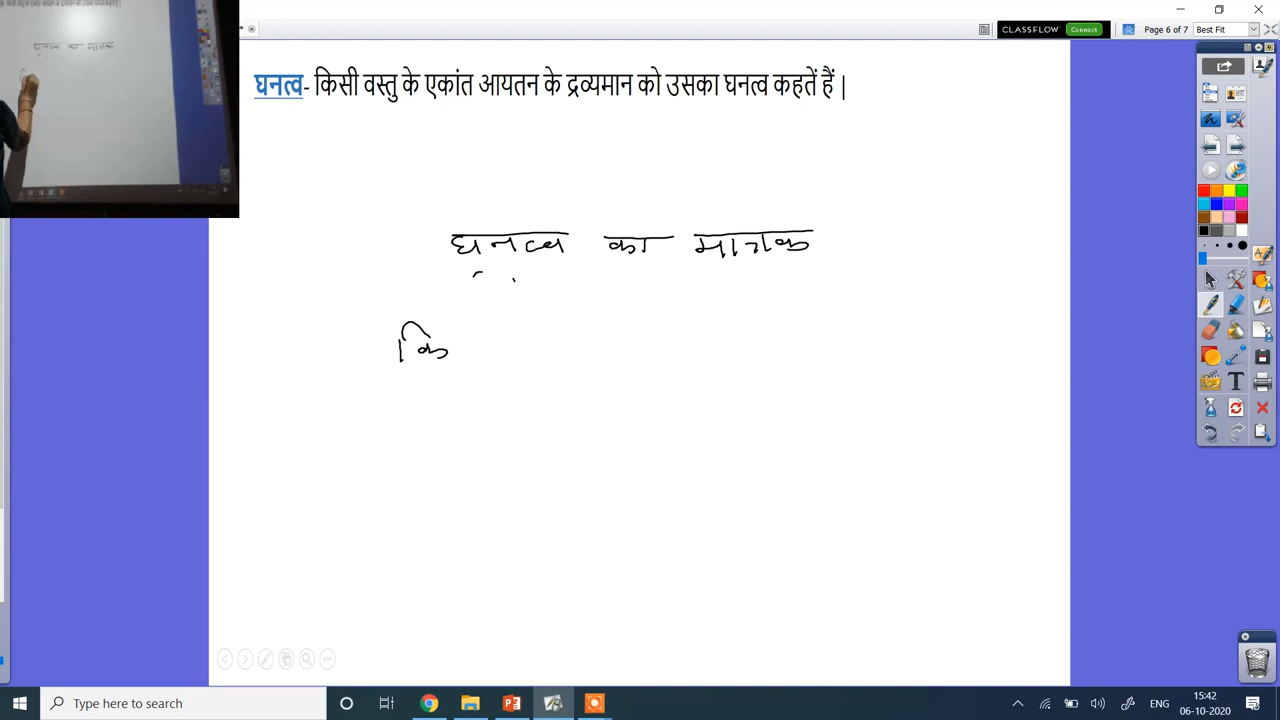 CLASSFLOW Connect Page 6 of 7 Best Fit
घनत्व- किसी वस्तु के एकांत आयतन के द्रव्यमान को उसका घनत्व कहतें हैं |
घनत्व का मात्रक
कि
Type here to search
ENG 15:42
06-10-2020